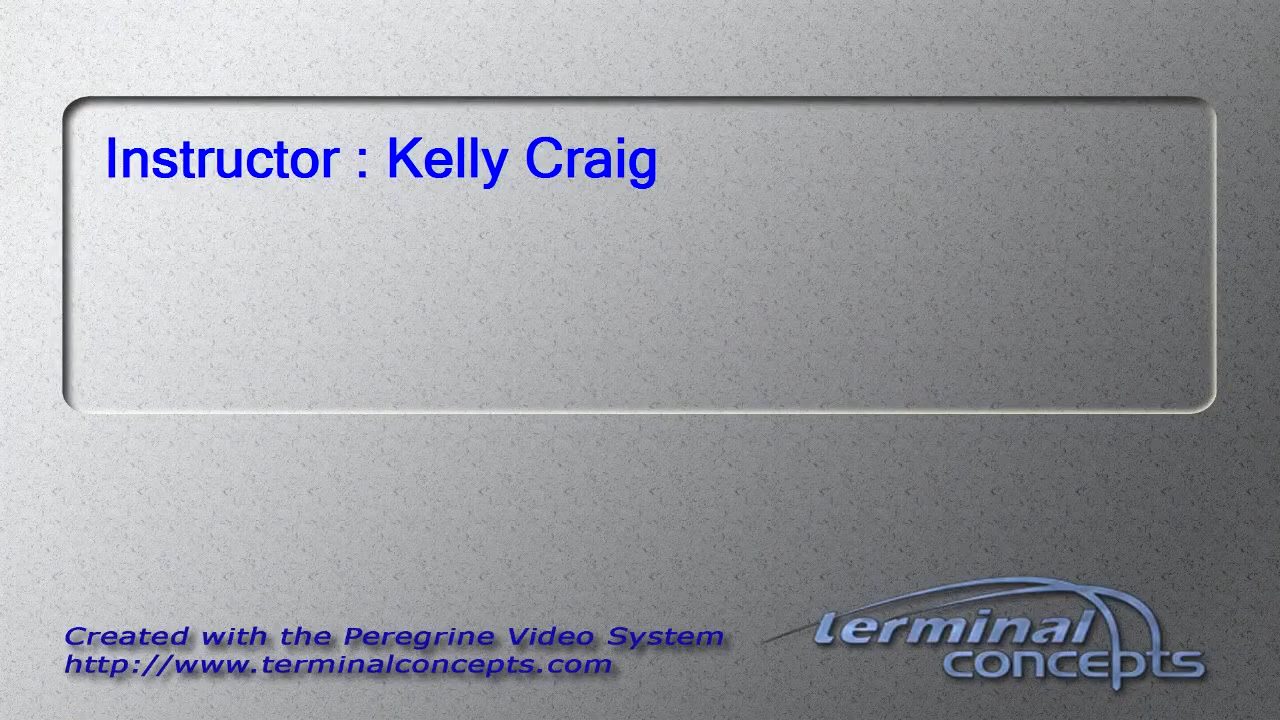 Instructor : Kelly Craig
Created with the Peregrine Video System
http://www.terminalconcepts.com
terminal
concepts